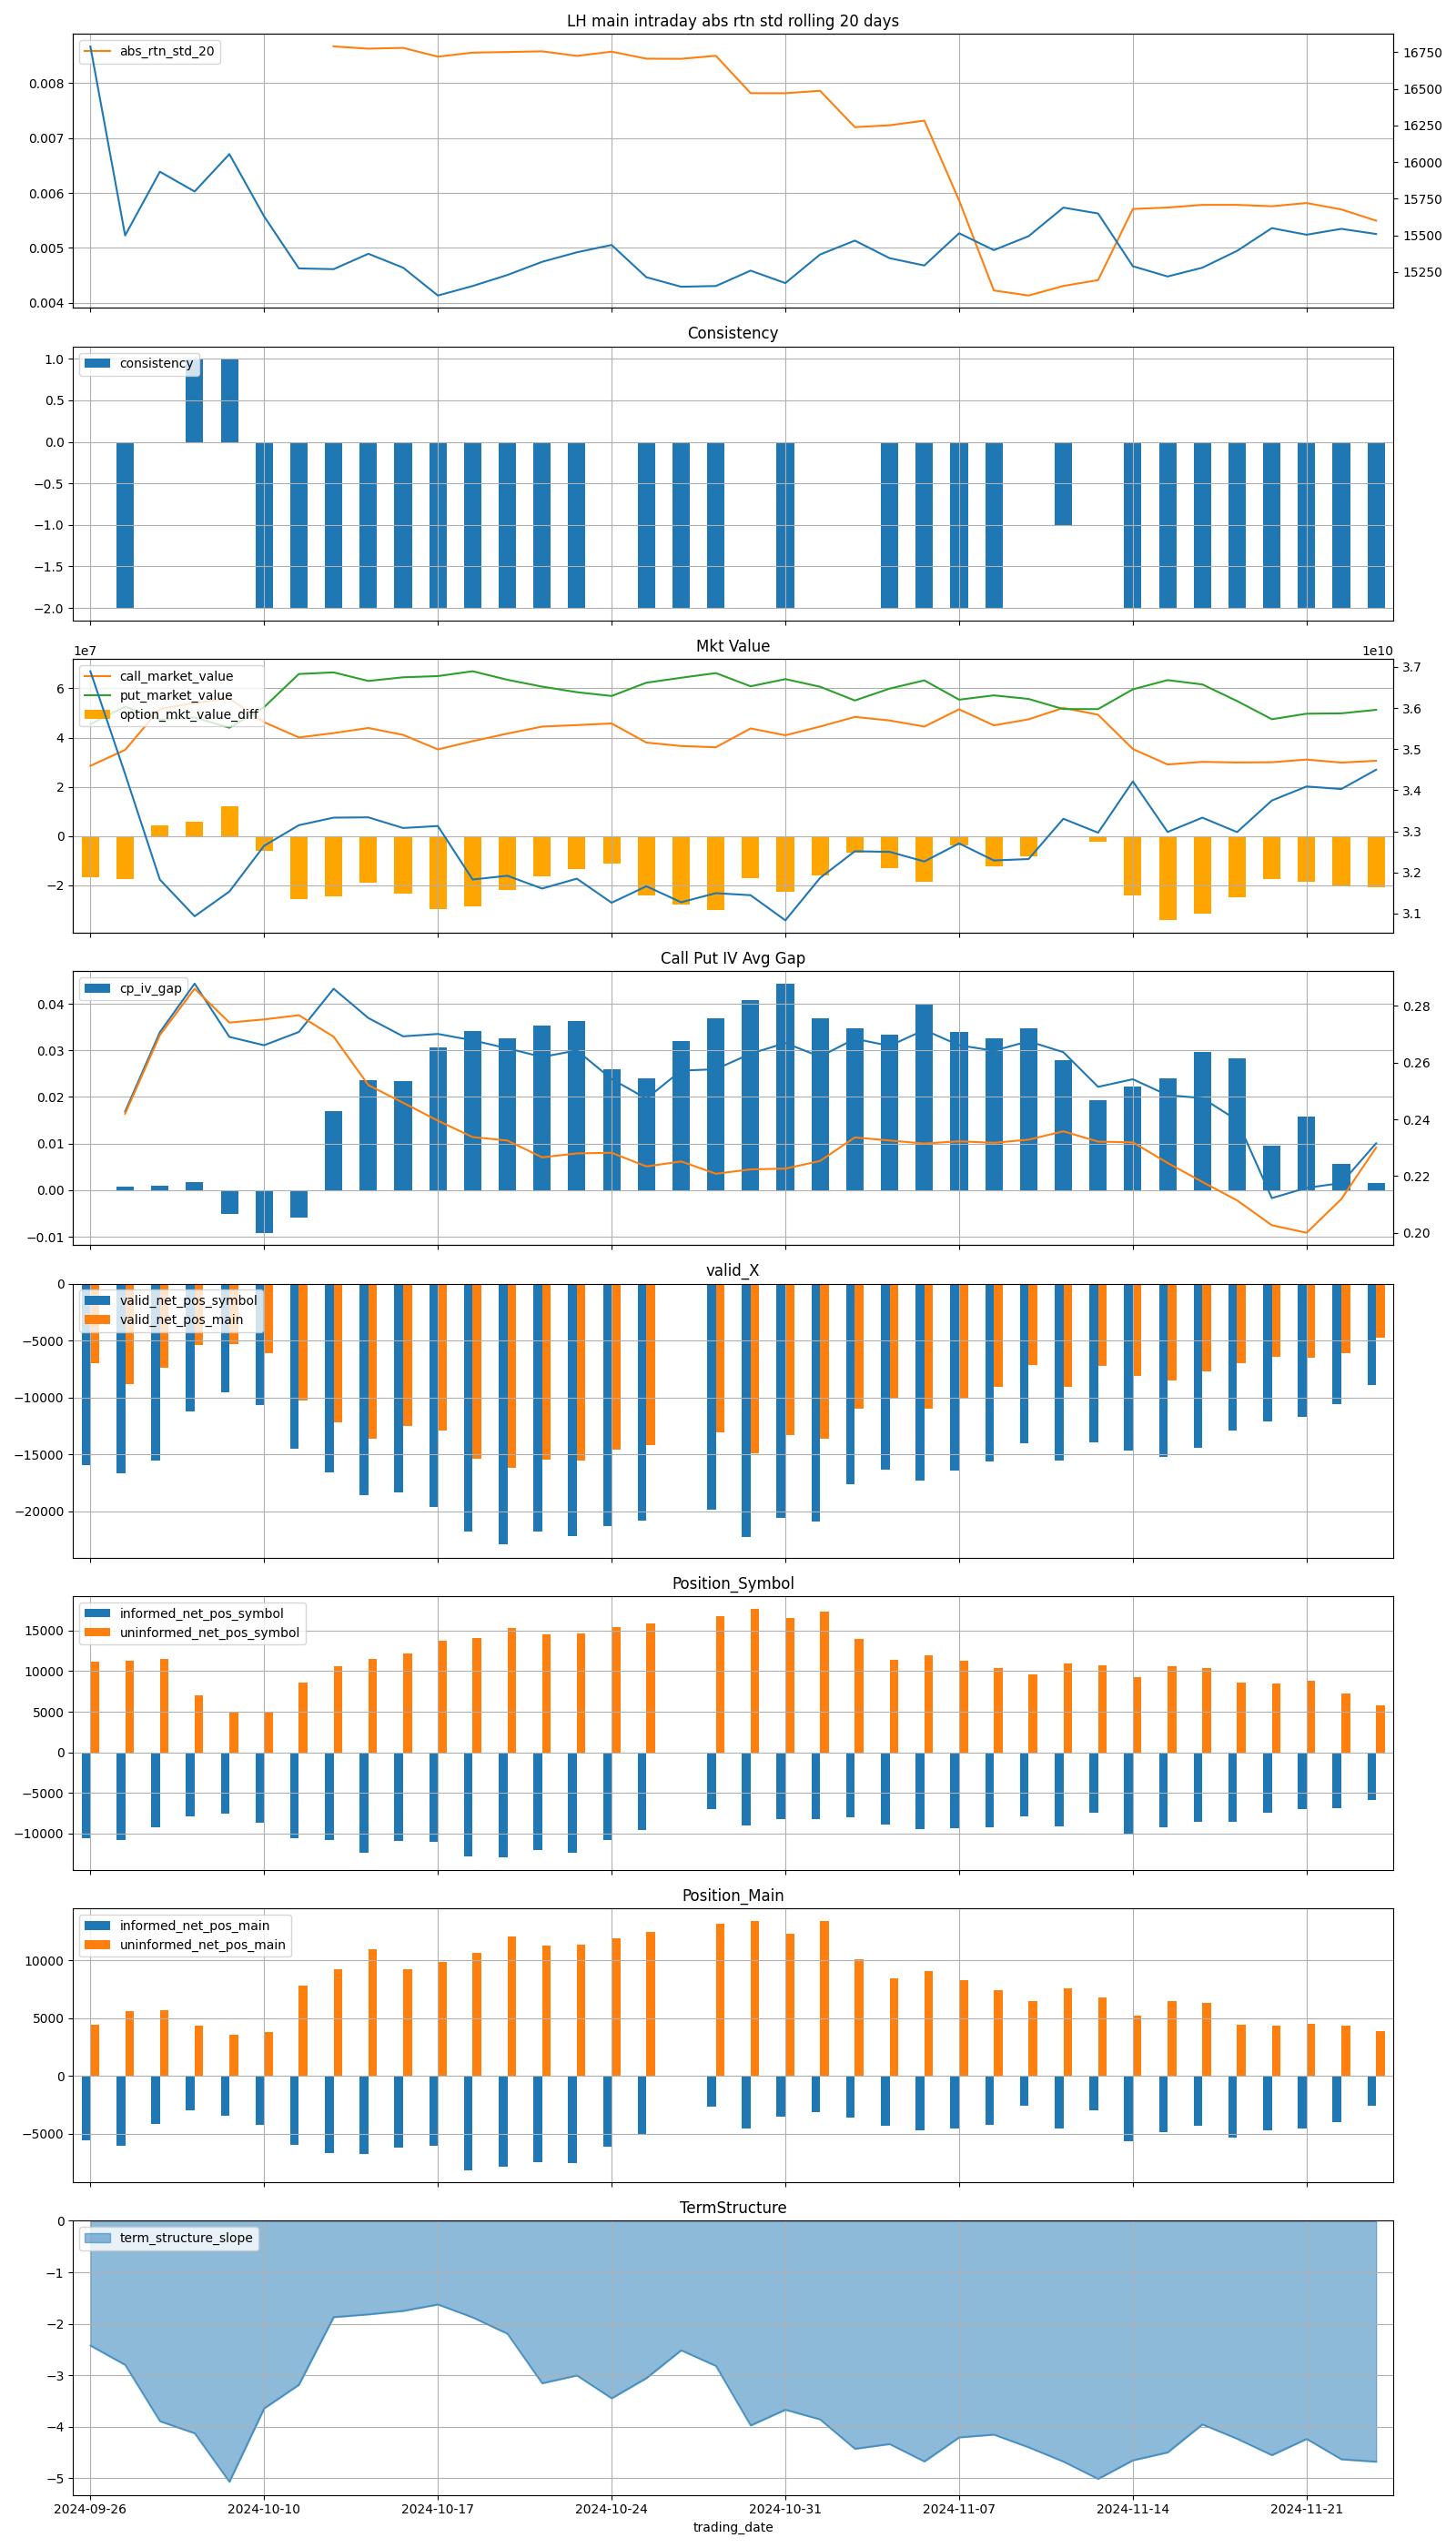 LH main intraday abs rtn std rolling 20 days
abs_rtn_std_20
0.008
0.007
0.006
0.005
0.004
16750
16500
16250
16000
15750
15500
15250
Consistency
consistency
1.0
0.5
0.0
−0.5
−1.0
−1.5
−2.0
Mkt Value
1e7
1e10
call_market_value
put_market_value
option_mkt_value_diff
6
4
2
0
−2
3.7
3.6
3.5
3.4
3.3
3.2
3.1
Call Put IV Avg Gap
cp_iv_gap
0.04
0.03
0.02
0.01
0.00
−0.01
0.28
0.26
0.24
0.22
0.20
valid_X
valid_net_pos_symbol
valid_net_pos_main
0
−5000
−10000
−15000
−20000
Position_Symbol
informed_net_pos_symbol
uninformed_net_pos_symbol
15000
10000
5000
0
−5000
−10000
Position_Main
informed_net_pos_main
uninformed_net_pos_main
10000
5000
0
−5000
TermStructure
term_structure_slope
0
−1
−2
−3
−4
−5
2024-09-26
2024-10-10
2024-10-17
2024-10-24
2024-10-31
2024-11-07
2024-11-14
2024-11-21
trading_date